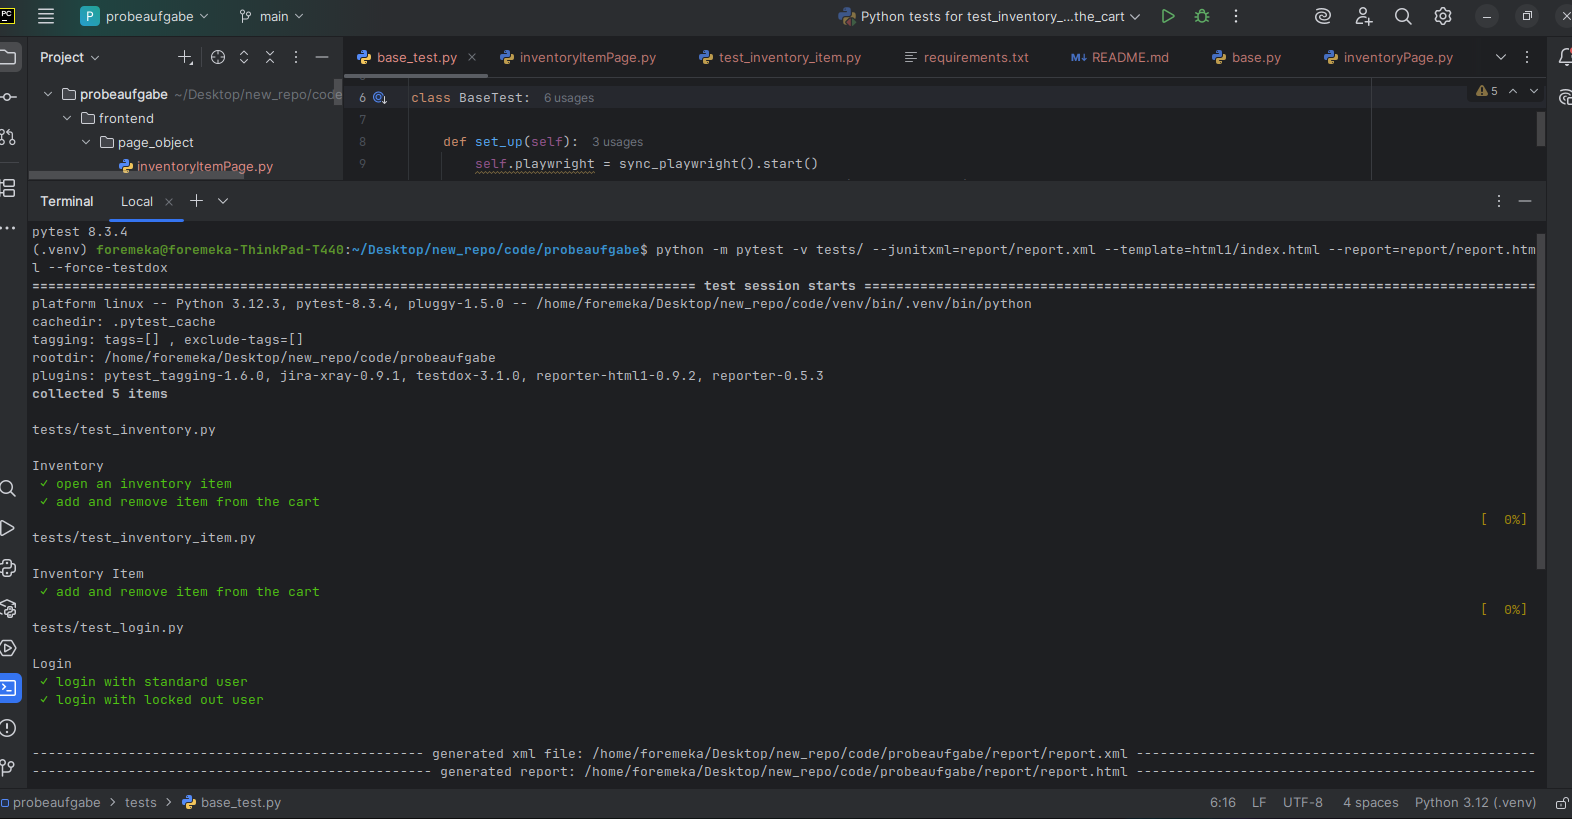 PC
P probeaufgabe
main
Python tests for test_inventory_...the_cart
Project
base_test.py
inventoryItemPage.py
test_inventory_item.py
requirements.txt
M↓ README.md
base.py
inventoryPage.py
probeaufgabe ~/Desktop/new_repo/code
frontend
page_object
inventoryItemPage.py
6 class BaseTest: 6 usages
5
7
8 def set_up(self): 3 usages
9 self.playwright = sync_playwright().start()
Terminal Local
pytest 8.3.4
(.venv) foremeka@foremeka-ThinkPad-T440:~/Desktop/new_repo/code/probeaufgabe$ python -m pytest -v tests/ --junitxml=report/report.xml --template=html1/index.html --report=report/report.htm
l --force-testdox
=================================================================================== test session starts ====================================================================================
platform linux -- Python 3.12.3, pytest-8.3.4, pluggy-1.5.0 -- /home/foremeka/Desktop/new_repo/code/venv/bin/.venv/bin/python
cachedir: .pytest_cache
tagging: tags=[] , exclude-tags=[]
rootdir: /home/foremeka/Desktop/new_repo/code/probeaufgabe
plugins: pytest_tagging-1.6.0, jira-xray-0.9.1, testdox-3.1.0, reporter-html1-0.9.2, reporter-0.5.3
collected 5 items
tests/test_inventory.py
Inventory
✓ open an inventory item
✓ add and remove item from the cart
[  0%]
tests/test_inventory_item.py
Inventory Item
✓ add and remove item from the cart
[  0%]
tests/test_login.py
Login
✓ login with standard user
✓ login with locked out user
------------------------------------------------- generated xml file: /home/foremeka/Desktop/new_repo/code/probeaufgabe/report/report.xml --------------------------------------------------
-------------------------------------------------- generated report: /home/foremeka/Desktop/new_repo/code/probeaufgabe/report/report.html --------------------------------------------------
probeaufgabe > tests > base_test.py
6:16 LF UTF-8 4 spaces Python 3.12 (.venv)